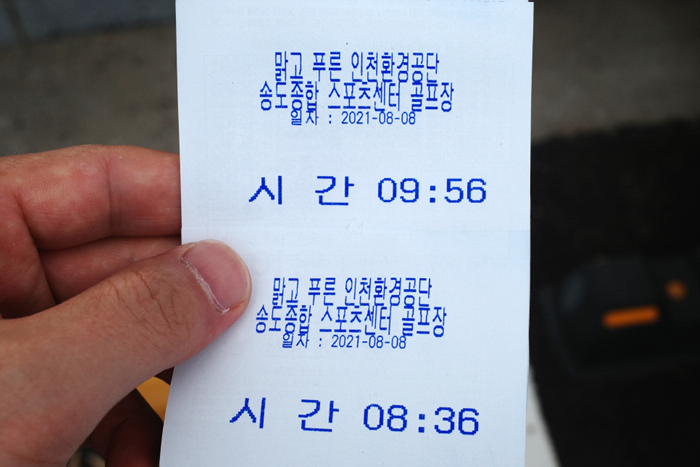 맑고 푸른 인천환경공단
송도종합 스포츠센터 골프장
일자 : 2021-08-08
시 간 09:56
맑고 푸른 인천환경공단
송도종합 스포츠센터 골프장
일자 : 2021-08-08
시 간 08:36